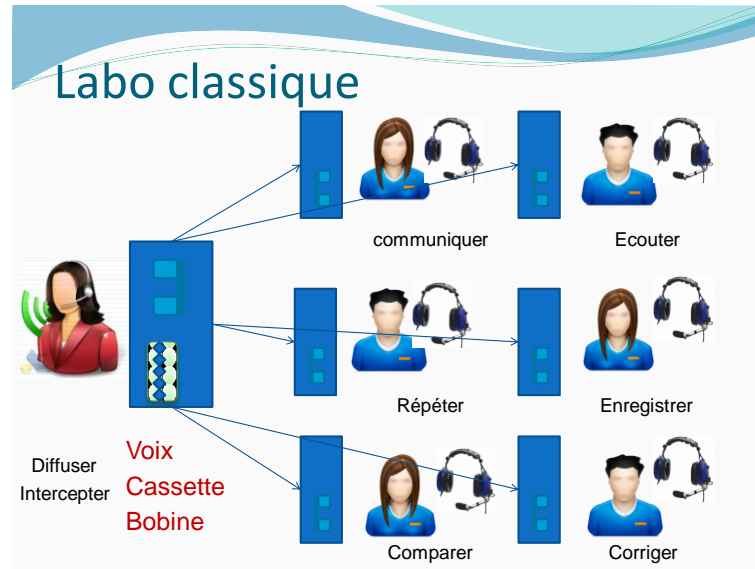 Labo classique
communiquer
Ecouter
Répéter
Enregistrer
Diffuser
Intercepter
Voix
Cassette
Bobine
Comparer
Corriger